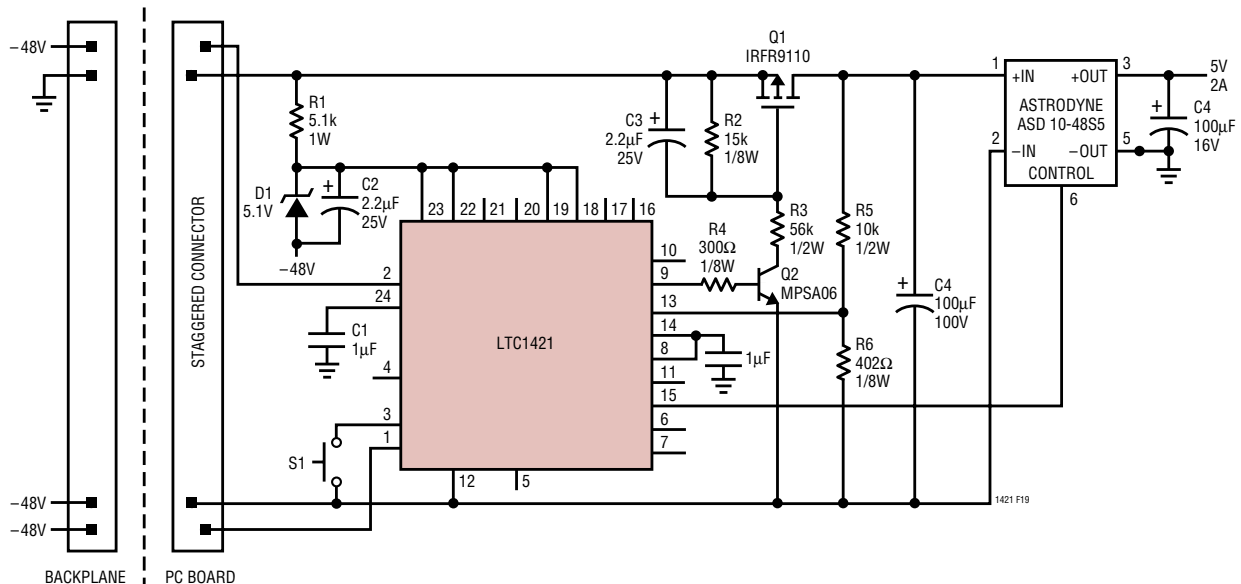 −48V
−48V
−48V
BACKPLANE
PC BOARD
STAGGERED CONNECTOR
R1
5.1k
1W
D1
5.1V
+
C2
2.2µF
25V
−48V
C1
1µF
S1
LTC1421
23
22
21
20
19
18
17
16
2
24
4
3
1
12
5
10
9
13
14
8
11
15
6
7
C3
+
2.2µF
25V
R2
15k
1/8W
Q1
IRFR9110
R3
56k
1/2W
R4
300Ω
1/8W
Q2
MPSA06
1µF
R5
10k
1/2W
R6
402Ω
1/8W
+
C4
100µF
100V
1
+IN
+OUT
3
ASTRODYNE
ASD 10-48S5
2
−IN
−OUT
5
CONTROL
6
5V
2A
+
C4
100µF
16V
1421 F19